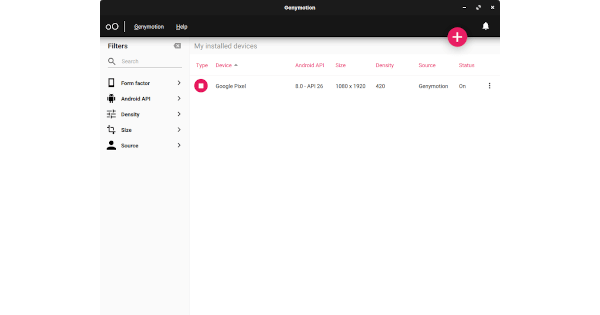 Genymotion
Genymotion Help
Filters
My installed devices
Search
Type Device Android API Size Density Source Status
Google Pixel 8.0 - API 26 1080 x 1920 420 Genymotion On
Form factor
Android API
Density
Size
Source